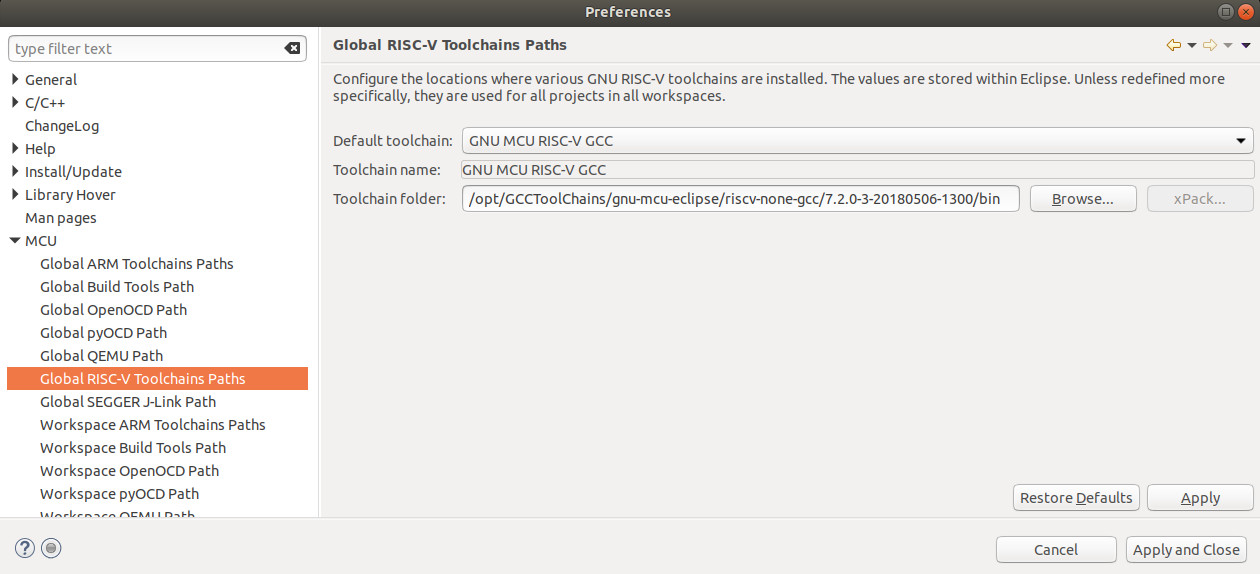 Preferences
type filter text
General
C/C++
ChangeLog
Help
Install/Update
Library Hover
Man pages
MCU
Global ARM Toolchains Paths
Global Build Tools Path
Global OpenOCD Path
Global pyOCD Path
Global QEMU Path
Global RISC-V Toolchains Paths
Global SEGGER J-Link Path
Workspace ARM Toolchains Paths
Workspace Build Tools Path
Workspace OpenOCD Path
Workspace pyOCD Path
Workspace QEMU Path
Global RISC-V Toolchains Paths
Configure the locations where various GNU RISC-V toolchains are installed. The values are stored within Eclipse. Unless redefined more
specifically, they are used for all projects in all workspaces.
Default toolchain: GNU MCU RISC-V GCC
Toolchain name: GNU MCU RISC-V GCC
Toolchain folder: /opt/GCCToolChains/gnu-mcu-eclipse/riscv-none-gcc/7.2.0-3-20180506-1300/bin Browse... xPack...
Restore Defaults Apply
? Cancel Apply and Close